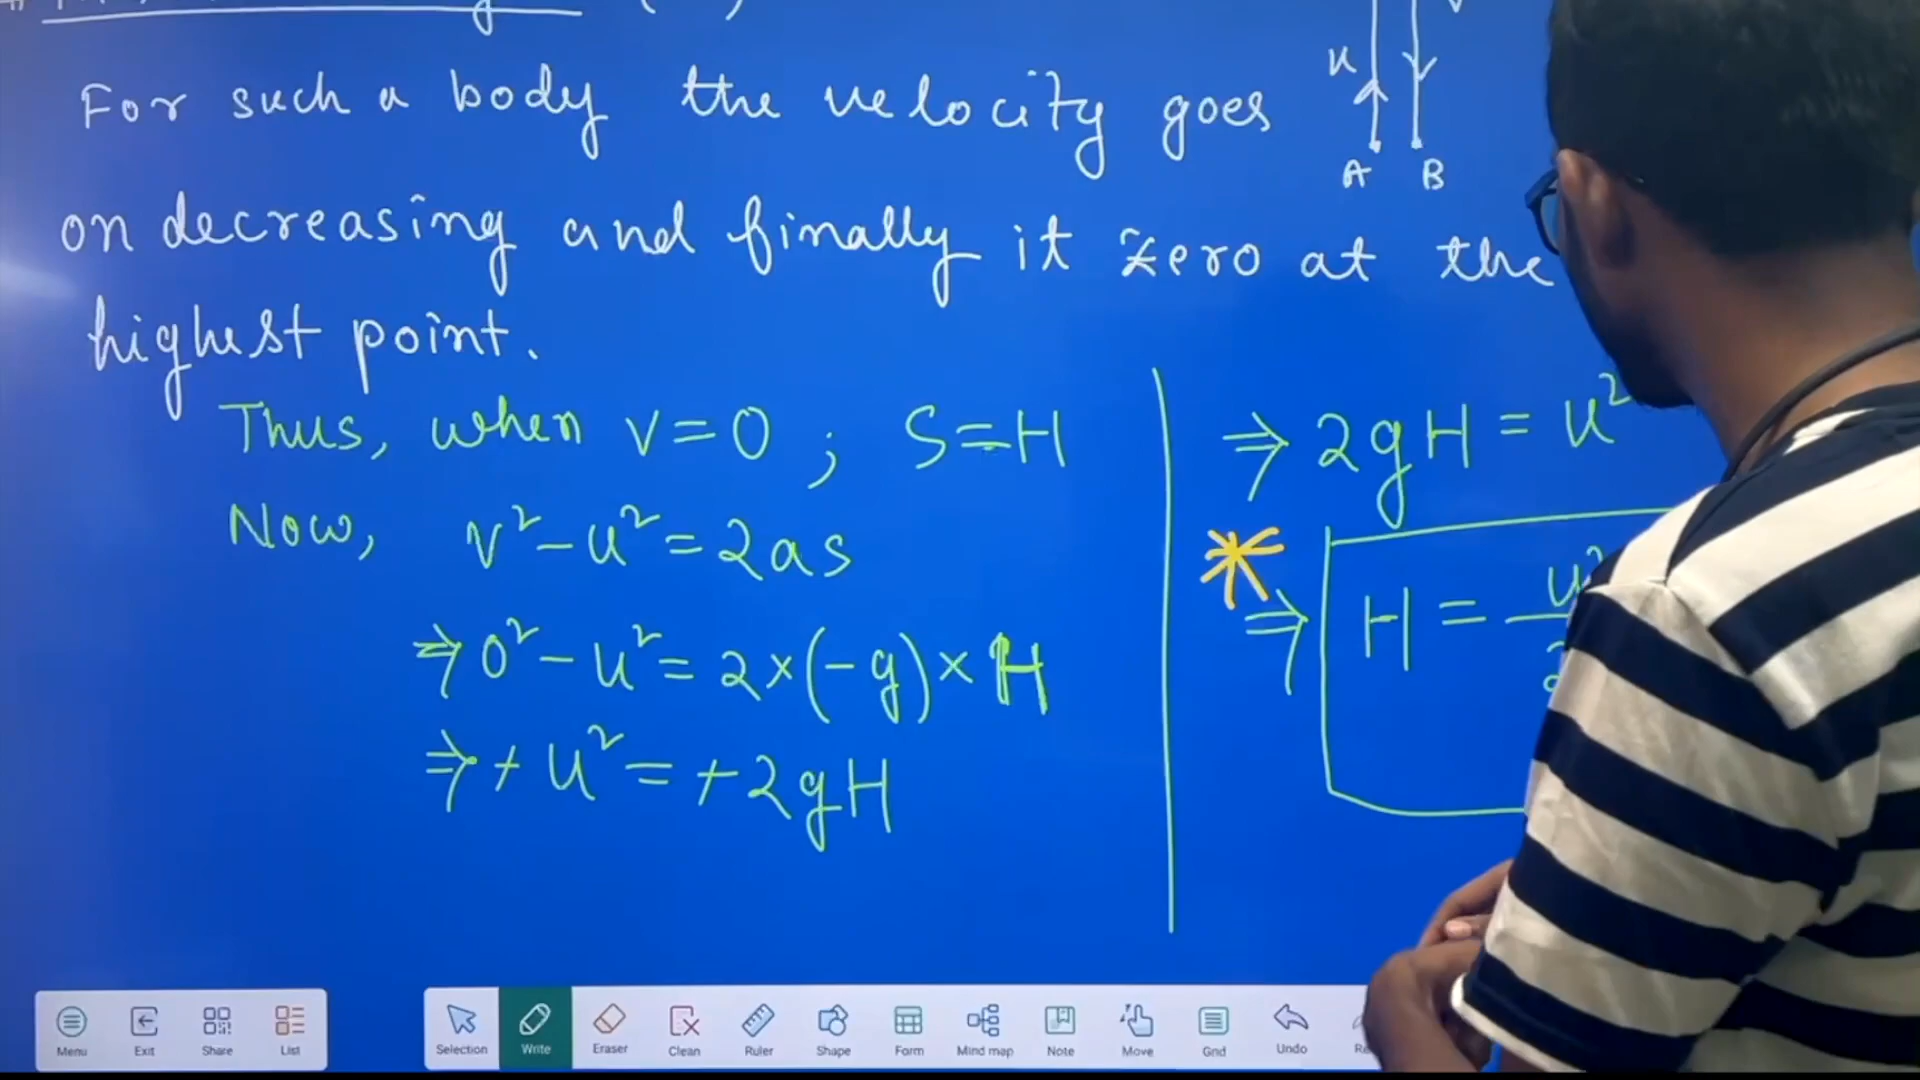 u
A B
For such a body the velocity goes
on decreasing and finally it zero at the
highest point.
Thus, when v=0 ; S=H
Now, v²-u²=2as
⇒ 0²-u²=2×(-g)×H
⇒ +u²=+2gH
⇒ 2gH = u²
* ⇒ H = u²/2
Menu Exit Share List Selection Write Eraser Clean Ruler Shape Form Mind map Note Move Grid Undo